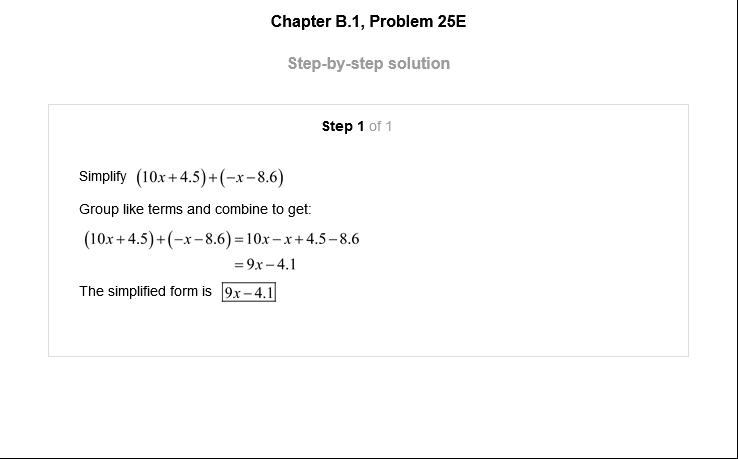 Chapter B.1, Problem 25E
Step-by-step solution
Step 1 of 1
Simplify (10x+4.5)+(−x−8.6)
Group like terms and combine to get:
(10x+4.5)+(−x−8.6)=10x−x+4.5−8.6
=9x−4.1
The simplified form is 9x−4.1